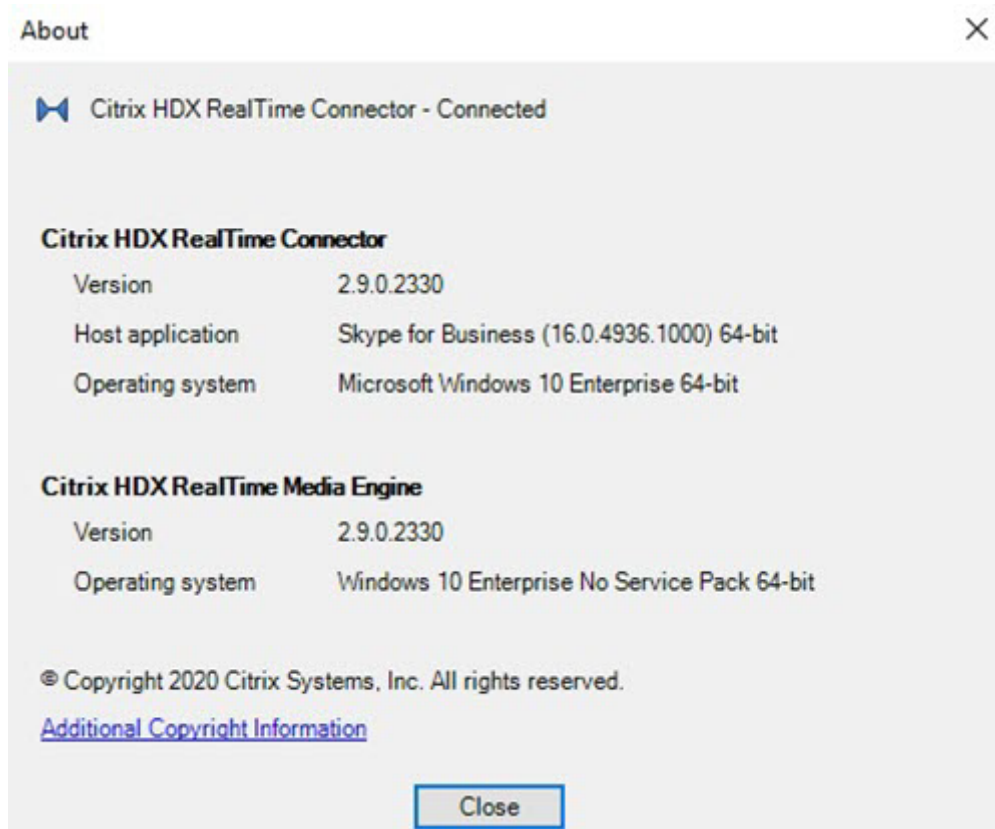 About
Citrix HDX RealTime Connector - Connected
Citrix HDX RealTime Connector
Version 2.9.0.2330
Host application Skype for Business (16.0.4936.1000) 64-bit
Operating system Microsoft Windows 10 Enterprise 64-bit
Citrix HDX RealTime Media Engine
Version 2.9.0.2330
Operating system Windows 10 Enterprise No Service Pack 64-bit
© Copyright 2020 Citrix Systems, Inc. All rights reserved.
Additional Copyright Information
Close